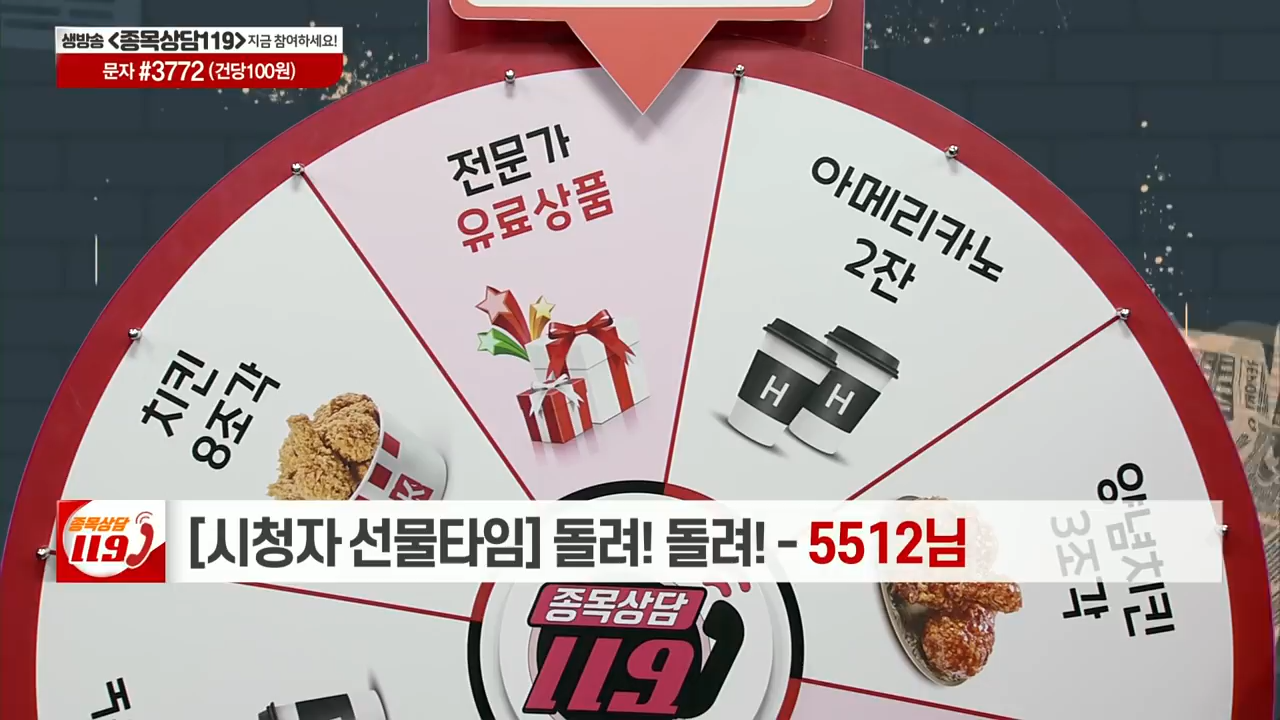 생방송 <종목상담119> 지금 참여하세요!
문자 #3772 (건당100원)
전문가
유료상품
아메리카노
2잔
H H
치킨
8조각
양념치킨
3조각
종목상담
119
[시청자 선물타임] 돌려! 돌려! - 5512님
종목상담
119
노
H